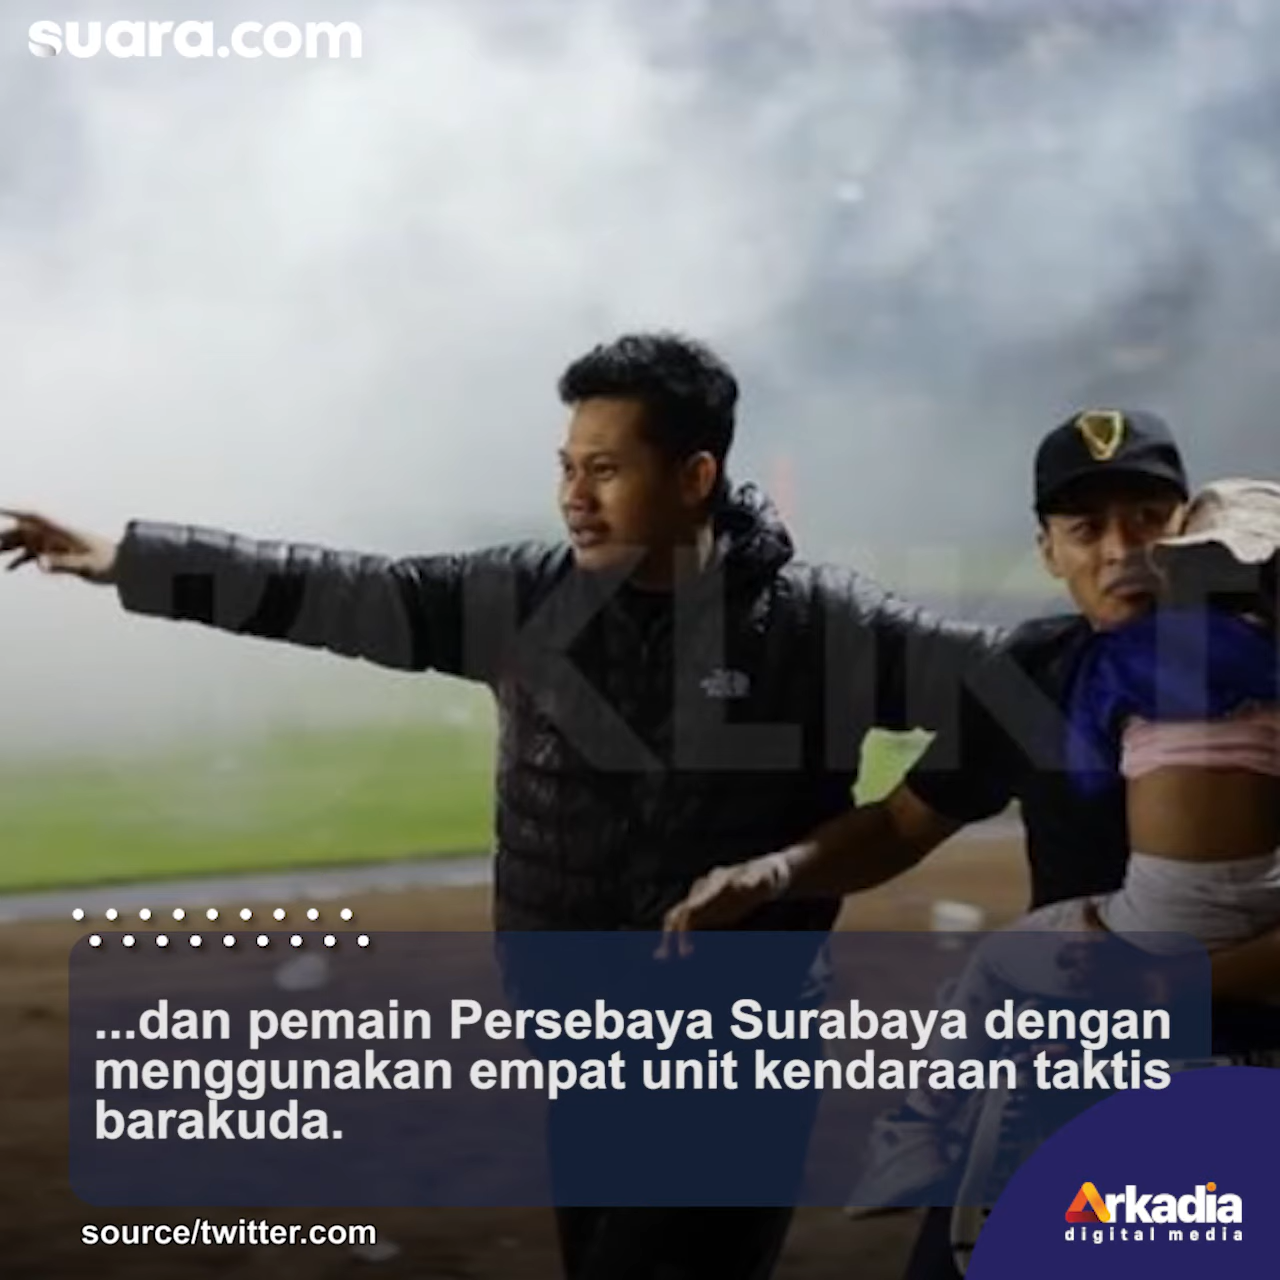 suara.com
...dan pemain Persebaya Surabaya dengan
menggunakan empat unit kendaraan taktis
barakuda.
source/twitter.com
Arkadia
digital media